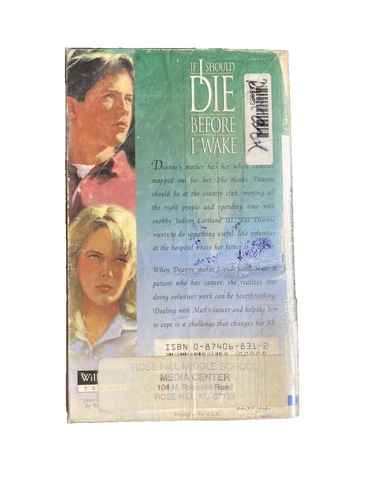 IF I SHOULD
DIE
BEFORE
I WAKE
Deanne's mother has her whole
mapped out for her. She thinks Deanne
should be at the country club, meeting all
the right people and spending time with
snobby Judson Cortland III. But Deanne
wants to do something useful, like volunteer
at the hospital where her father
When Deanne makes friends with Matt, a
patient who has cancer, she realizes that
doing volunteer work can be heartbreaking.
Dealing with Matt's cancer and helping him
to cope is a challenge that changes her life
ISBN 0-87406-831-2
ROSE HILL MIDDLE SCHOOL
MEDIA CENTER
104 N. Rose Hill Road
ROSE HILL, KS 67133
Will